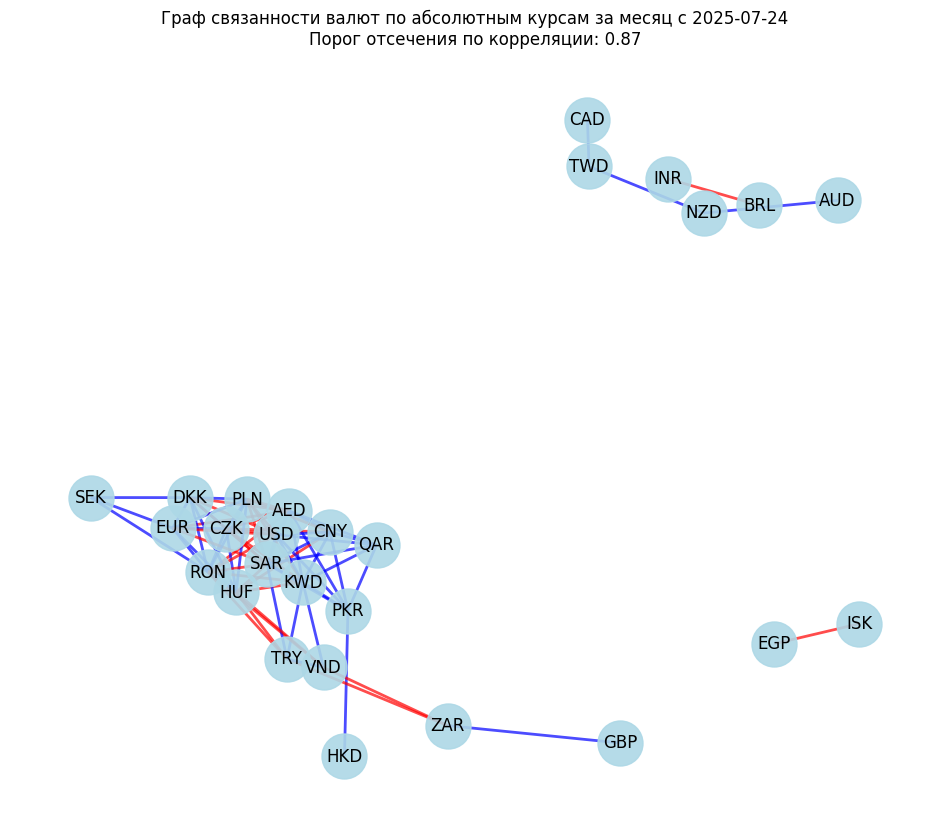 Граф связанности валют по абсолютным курсам за месяц с 2025-07-24
Порог отсечения по корреляции: 0.87
CAD
TWD
INR
NZD
BRL
AUD
SEK
DKK
PLN
AED
EUR
CZK
USD
CNY
QAR
SAR
RON
HUF
KWD
PKR
TRY
VND
EGP
ISK
ZAR
GBP
HKD